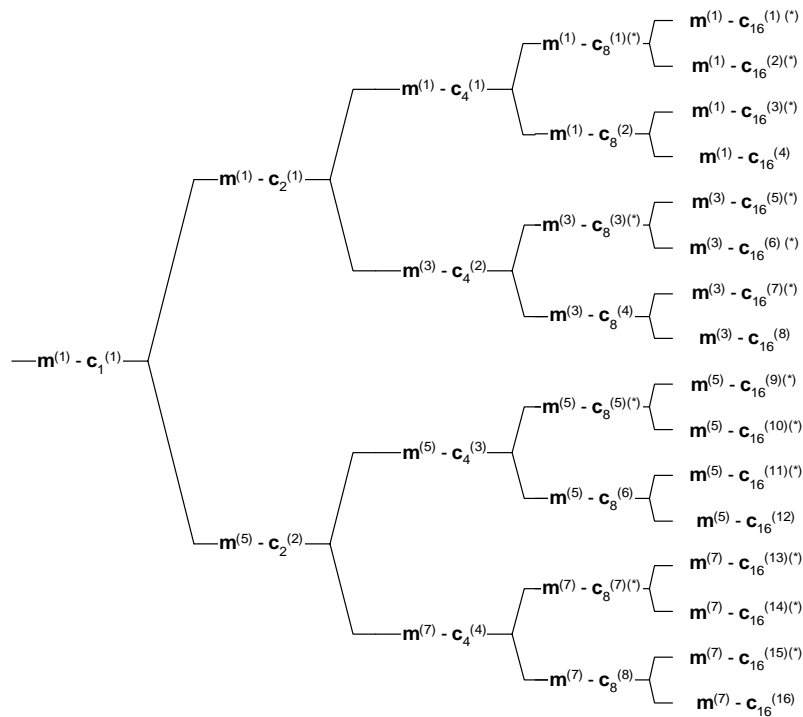 m⁽¹⁾ - c₁₆⁽¹⁾ ⁽*⁾
m⁽¹⁾ - c₈⁽¹⁾⁽*⁾
m⁽¹⁾ - c₁₆⁽²⁾⁽*⁾
m⁽¹⁾ - c₄⁽¹⁾
m⁽¹⁾ - c₁₆⁽³⁾⁽*⁾
m⁽¹⁾ - c₈⁽²⁾
m⁽¹⁾ - c₁₆⁽⁴⁾
m⁽¹⁾ - c₂⁽¹⁾
m⁽³⁾ - c₁₆⁽⁵⁾⁽*⁾
m⁽³⁾ - c₈⁽³⁾⁽*⁾
m⁽³⁾ - c₁₆⁽⁶⁾ ⁽*⁾
m⁽³⁾ - c₄⁽²⁾
m⁽³⁾ - c₁₆⁽⁷⁾⁽*⁾
m⁽³⁾ - c₈⁽⁴⁾
m⁽³⁾ - c₁₆⁽⁸⁾
m⁽¹⁾ - c₁⁽¹⁾
m⁽⁵⁾ - c₁₆⁽⁹⁾⁽*⁾
m⁽⁵⁾ - c₈⁽⁵⁾⁽*⁾
m⁽⁵⁾ - c₁₆⁽¹⁰⁾⁽*⁾
m⁽⁵⁾ - c₄⁽³⁾
m⁽⁵⁾ - c₁₆⁽¹¹⁾⁽*⁾
m⁽⁵⁾ - c₈⁽⁶⁾
m⁽⁵⁾ - c₁₆⁽¹²⁾
m⁽⁵⁾ - c₂⁽²⁾
m⁽⁷⁾ - c₁₆⁽¹³⁾⁽*⁾
m⁽⁷⁾ - c₈⁽⁷⁾⁽*⁾
m⁽⁷⁾ - c₁₆⁽¹⁴⁾⁽*⁾
m⁽⁷⁾ - c₄⁽⁴⁾
m⁽⁷⁾ - c₁₆⁽¹⁵⁾⁽*⁾
m⁽⁷⁾ - c₈⁽⁸⁾
m⁽⁷⁾ - c₁₆⁽¹⁶⁾